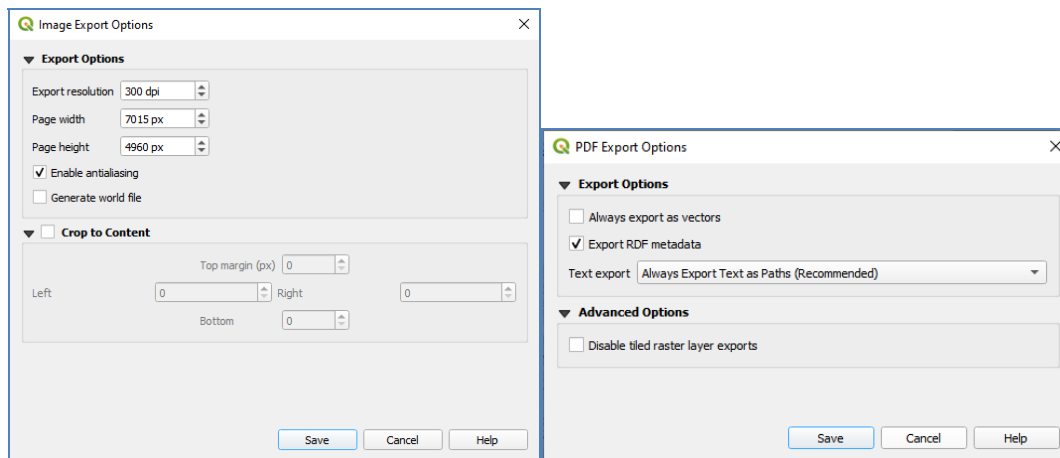 Image Export Options
Export Options
Export resolution 300 dpi
Page width 7015 px
Page height 4960 px
Enable antialiasing
Generate world file
Crop to Content
Top margin (px) 0
Left 0 Right 0
Bottom 0
Save Cancel Help
PDF Export Options
Export Options
Always export as vectors
Export RDF metadata
Text export Always Export Text as Paths (Recommended)
Advanced Options
Disable tiled raster layer exports
Save Cancel Help